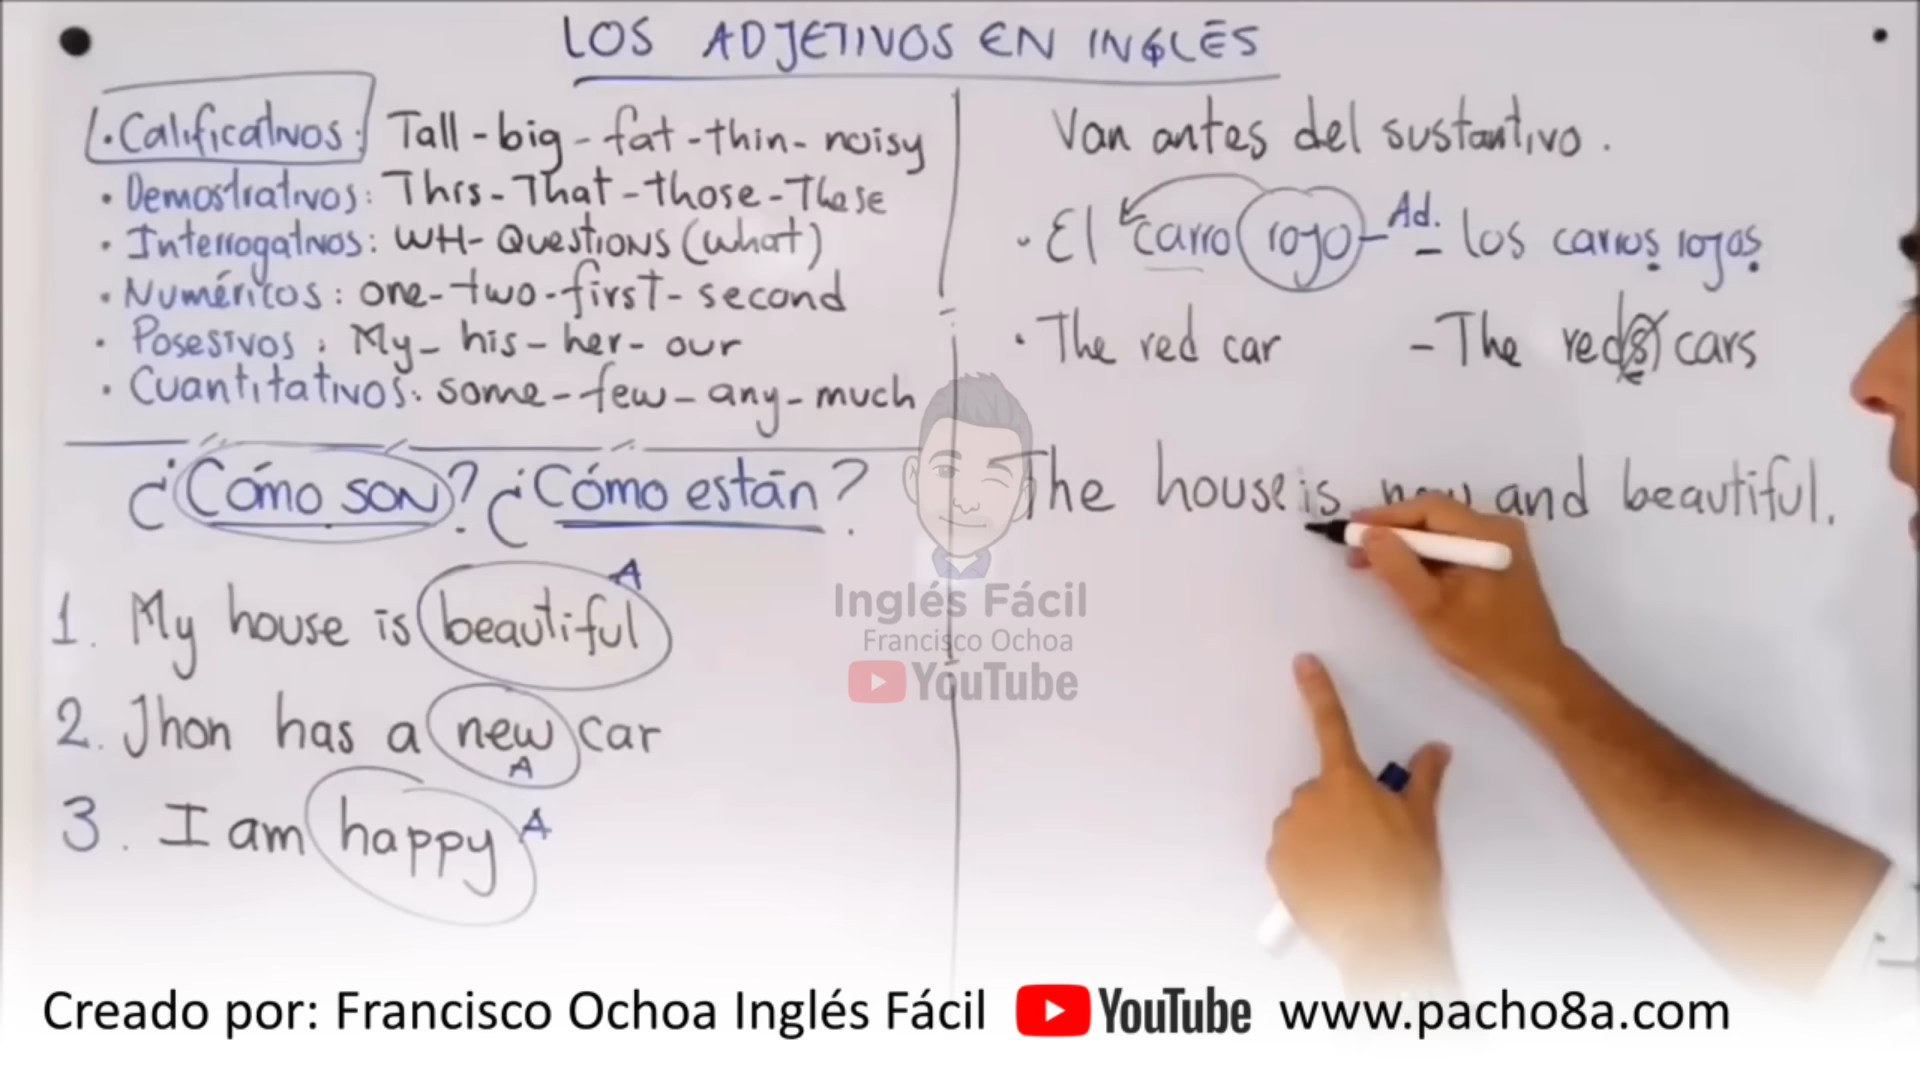 LOS ADJETIVOS EN INGLÉS
· Calificativos: Tall - big - fat - thin - noisy
· Demostrativos: This - That - those - These
· Interrogativos: WH- Questions (what)
· Numéricos: one - two - first - second
· Posesivos: My - his - her - our
· Cuantitativos: some - few - any - much
¿Cómo son? ¿Cómo están?
1. My house is beautiful A
2. Jhon has a new car
A
3. I am happy A
Van antes del sustantivo.
· El carro rojo - Ad. - los carros rojos
· The red car - The reds cars
The house is and beautiful.
Inglés Fácil
Francisco Ochoa
YouTube
Creado por: Francisco Ochoa Inglés Fácil YouTube www.pacho8a.com